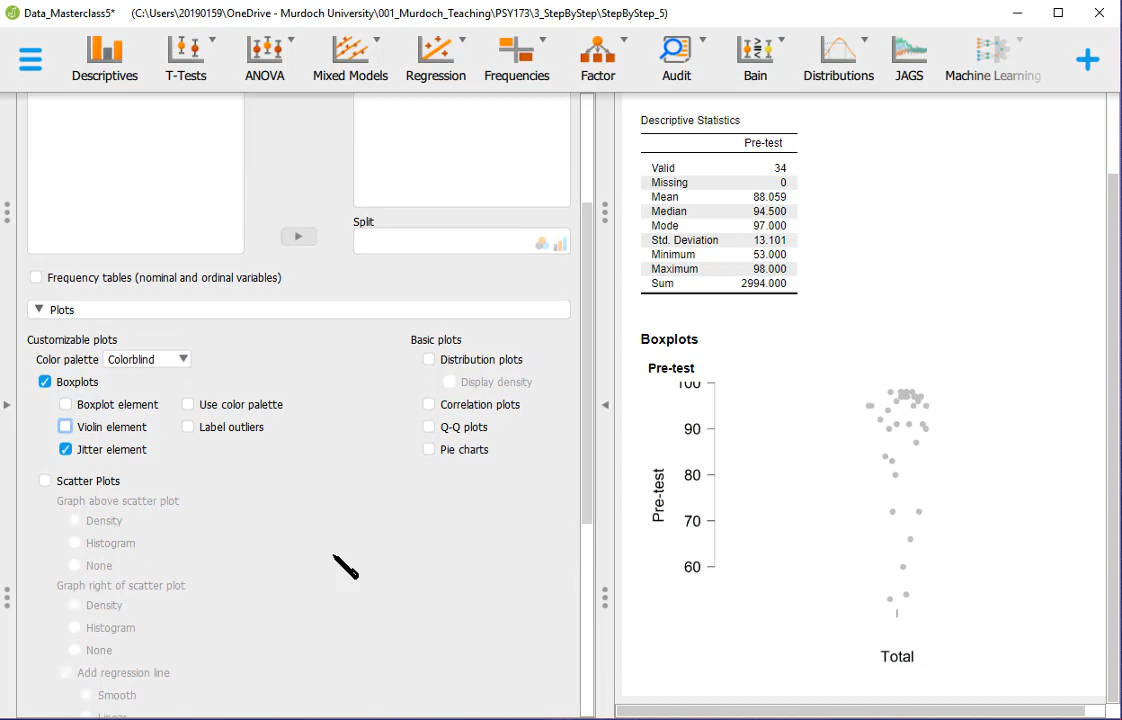 Data_Masterclass5* (C:\Users\20190159\OneDrive - Murdoch University\001_Murdoch_Teaching\PSY173\3_StepByStep\StepByStep_5)
Descriptives T-Tests ANOVA Mixed Models Regression Frequencies Factor Audit Bain Distributions JAGS Machine Learning
Split
Frequency tables (nominal and ordinal variables)
Plots
Customizable plots
Color palette Colorblind
Boxplots
Boxplot element Use color palette
Violin element Label outliers
Jitter element
Basic plots
Distribution plots
Display density
Correlation plots
Q-Q plots
Pie charts
Scatter Plots
Graph above scatter plot
Density
Histogram
None
Graph right of scatter plot
Density
Histogram
None
Add regression line
Smooth
Linear
Descriptive Statistics
Pre-test
Valid 34
Missing 0
Mean 88.059
Median 94.500
Mode 97.000
Std. Deviation 13.101
Minimum 53.000
Maximum 98.000
Sum 2994.000
Boxplots
Pre-test
100
90
80
70
60
Pre-test
Total